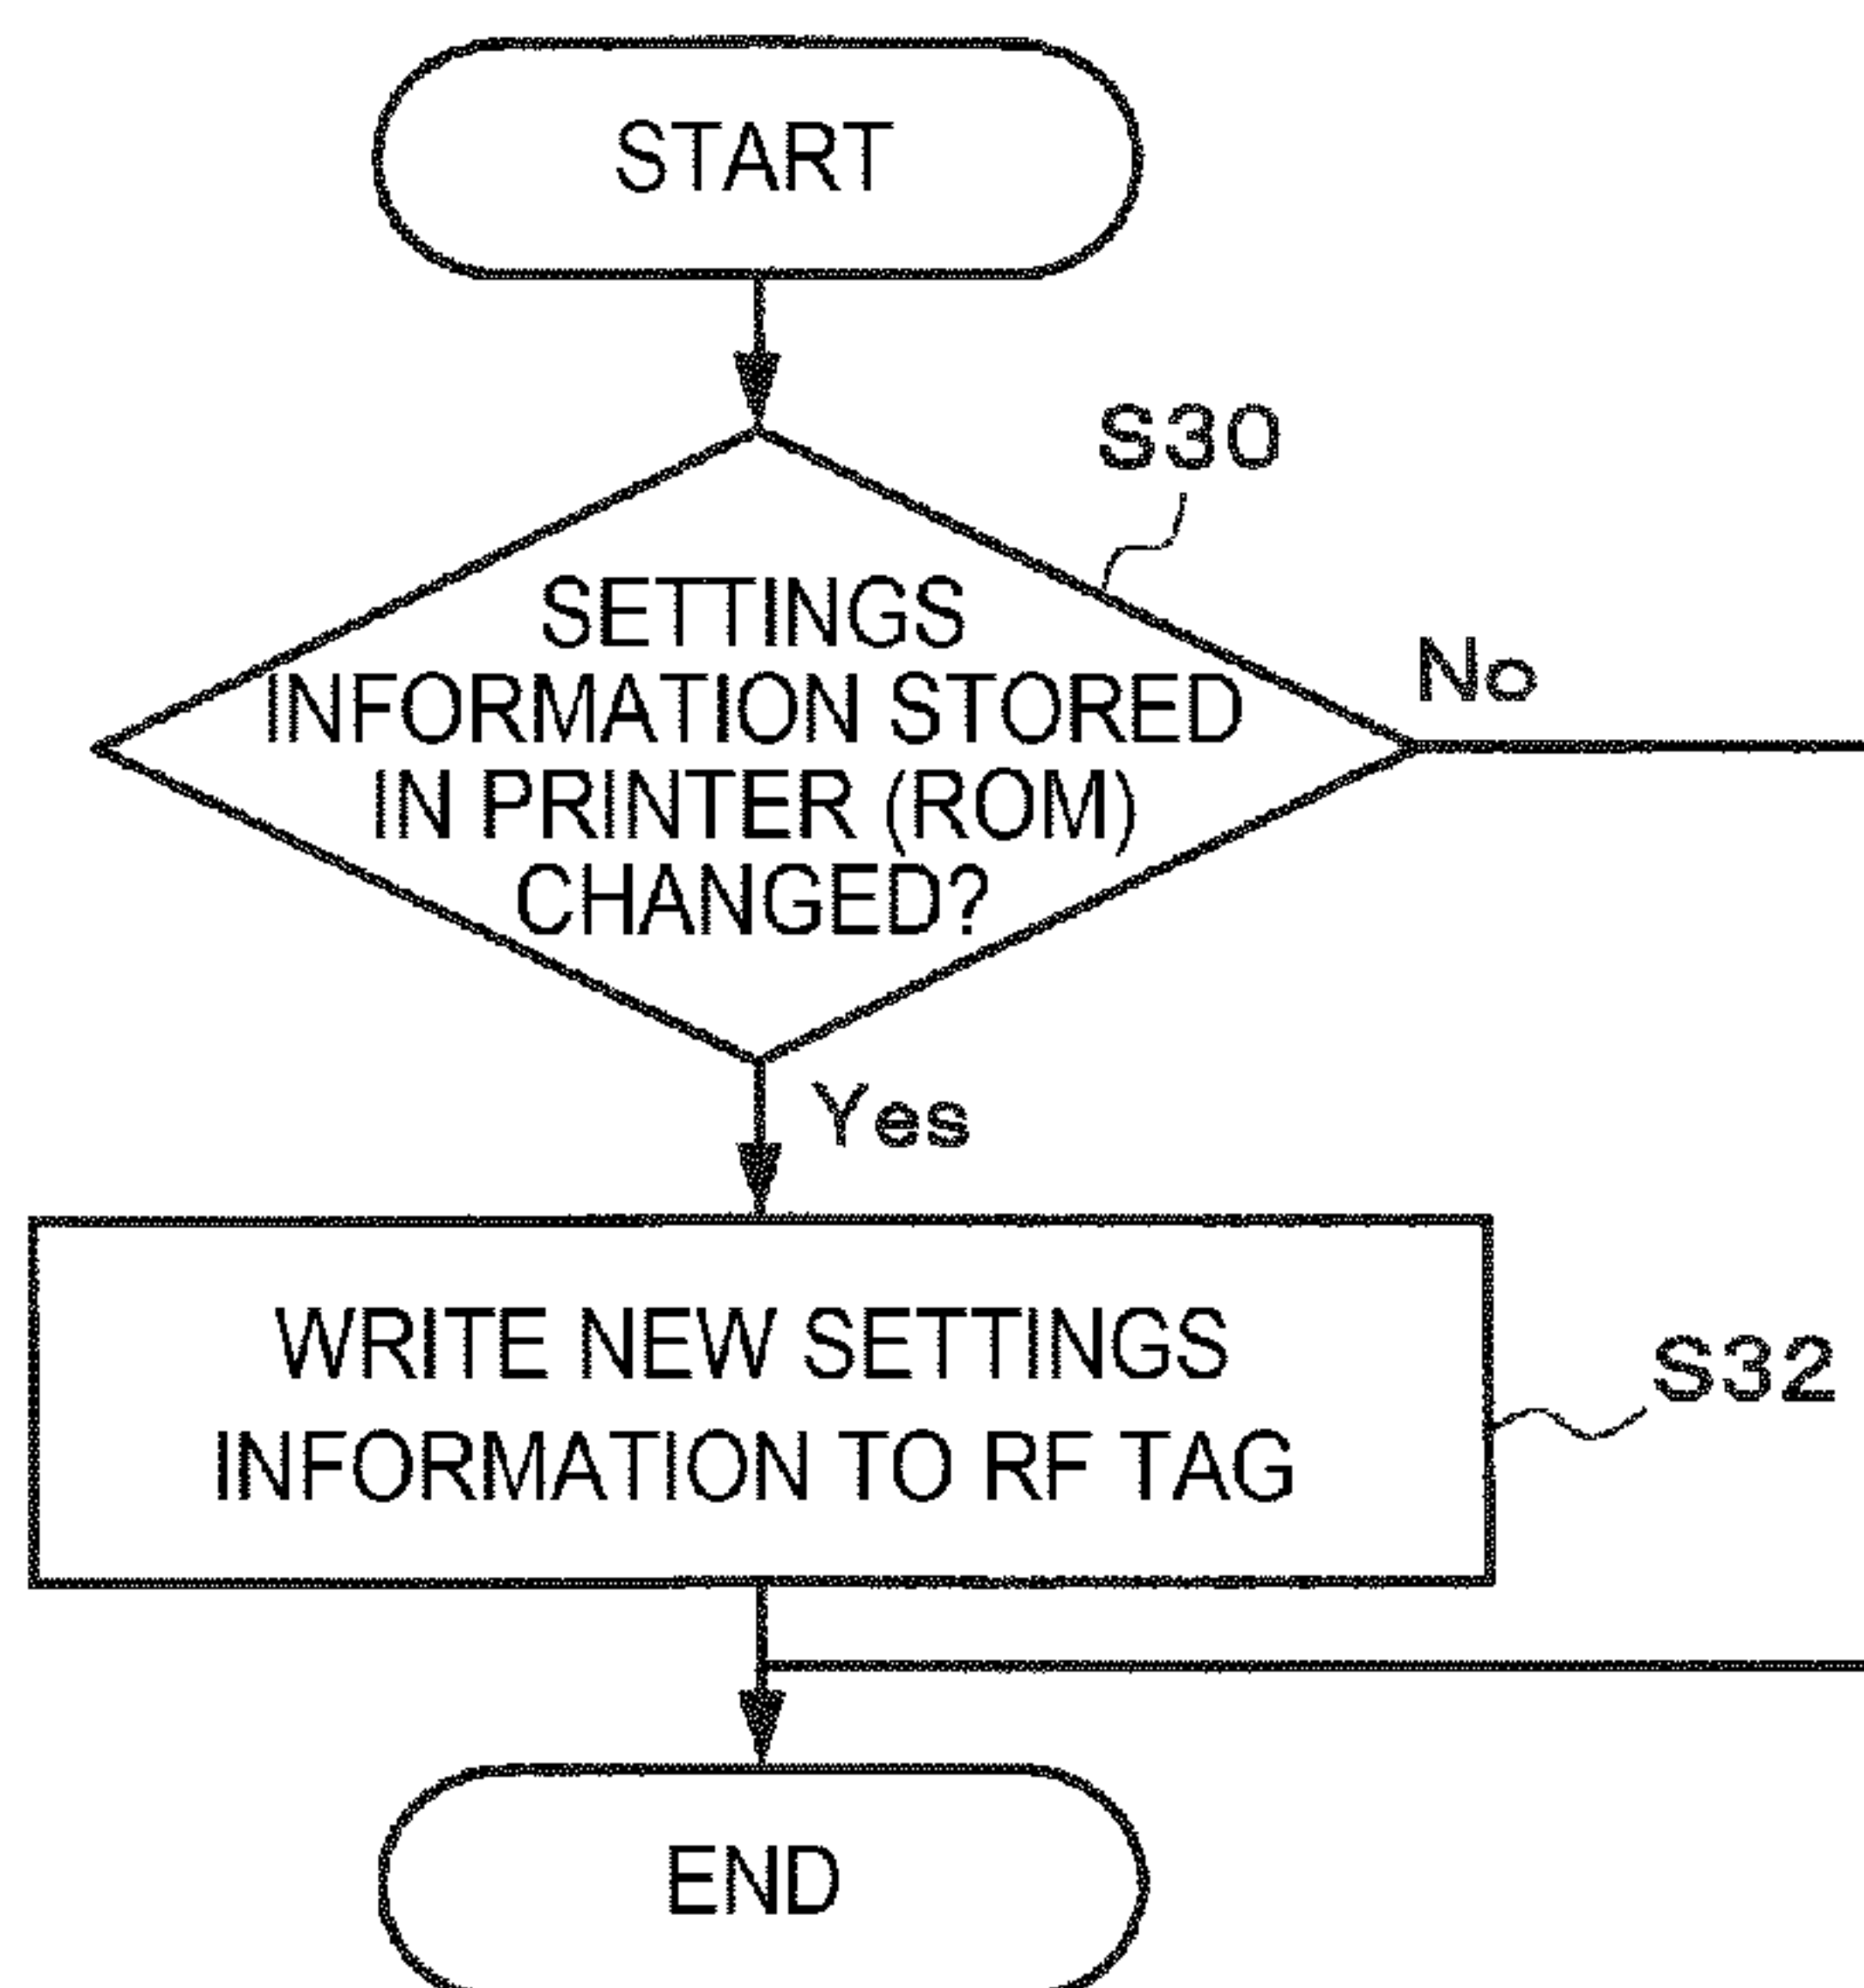 START
S30
SETTINGS
INFORMATION STORED
IN PRINTER (ROM)
CHANGED?
No
Yes
WRITE NEW SETTINGS
INFORMATION TO RF TAG
S32
END